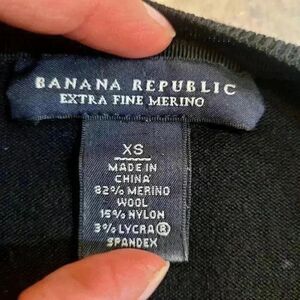 BANANA REPUBLIC
EXTRA FINE MERINO
XS
MADE IN
CHINA
82% MERINO
WOOL
15% NYLON
3% LYCRA®
SPANDEX